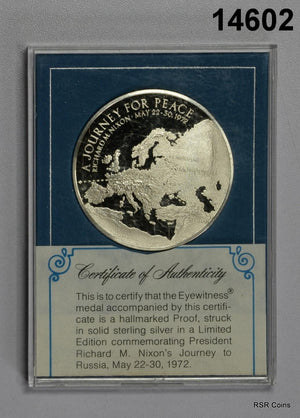 14602
A JOURNEY FOR PEACE
RICHARD M. NIXON • MAY 22-30, 1972
Certificate of Authenticity
This is to certify that the Eyewitness®
medal accompanied by this certifi-
cate is a hallmarked Proof, struck
in solid sterling silver in a Limited
Edition commemorating President
Richard M. Nixon's Journey to
Russia, May 22-30, 1972.
RSR Coins